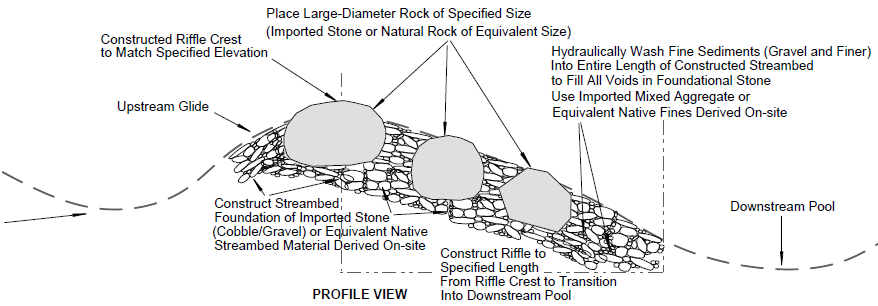 Place Large-Diameter Rock of Specified Size
(Imported Stone or Natural Rock of Equivalent Size)
Constructed Riffle Crest
to Match Specified Elevation
Hydraulically Wash Fine Sediments (Gravel and Finer)
Into Entire Length of Constructed Streambed
to Fill All Voids in Foundational Stone
Use Imported Mixed Aggregate or
Equivalent Native Fines Derived On-site
Upstream Glide
Construct Streambed
Foundation of Imported Stone
(Cobble/Gravel) or Equivalent Native
Streambed Material Derived On-site
Downstream Pool
Construct Riffle to
Specified Length
From Riffle Crest to Transition
Into Downstream Pool
PROFILE VIEW